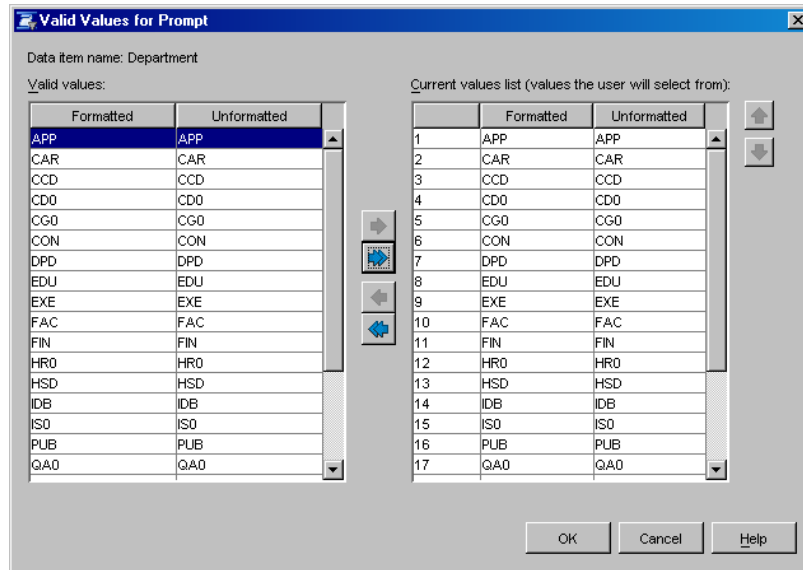 Valid Values for Prompt
Data item name: Department
Valid values:
Formatted Unformatted
APP APP
CAR CAR
CCD CCD
CD0 CD0
CG0 CG0
CON CON
DPD DPD
EDU EDU
EXE EXE
FAC FAC
FIN FIN
HR0 HR0
HSD HSD
IDB IDB
IS0 IS0
PUB PUB
QA0 QA0
Current values list (values the user will select from):
Formatted Unformatted
1 APP APP
2 CAR CAR
3 CCD CCD
4 CD0 CD0
5 CG0 CG0
6 CON CON
7 DPD DPD
8 EDU EDU
9 EXE EXE
10 FAC FAC
11 FIN FIN
12 HR0 HR0
13 HSD HSD
14 IDB IDB
15 IS0 IS0
16 PUB PUB
17 QA0 QA0
OK Cancel Help